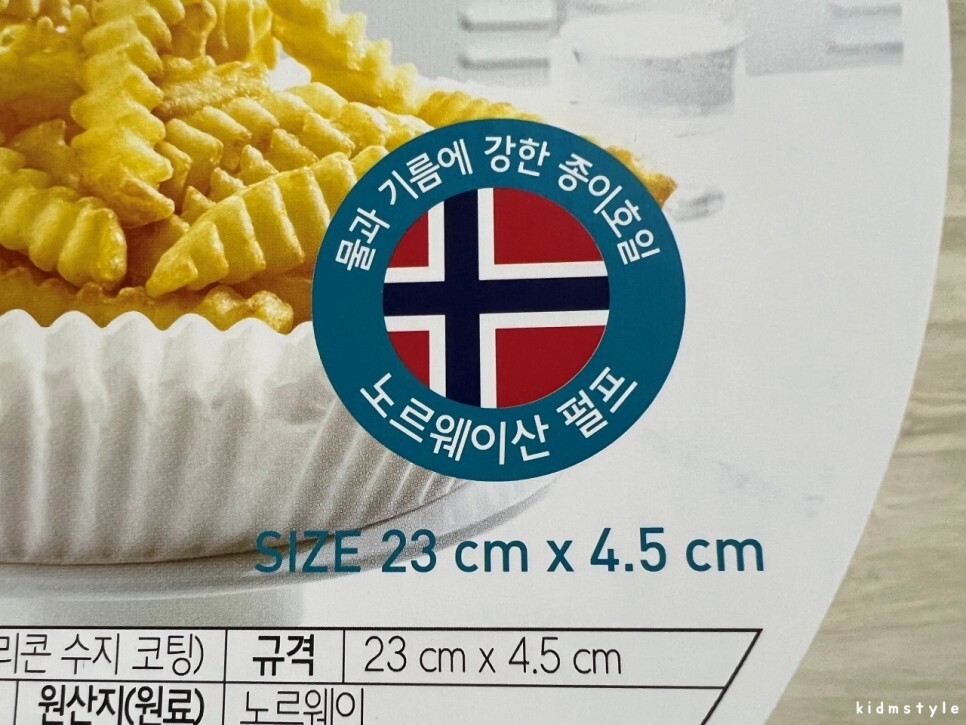 물과 기름에 강한 종이호일
노르웨이산 펄프
SIZE 23 cm x 4.5 cm
리콘 수지 코팅) 규격 23 cm x 4.5 cm
원산지(원료) 노르웨이
kidmstyle